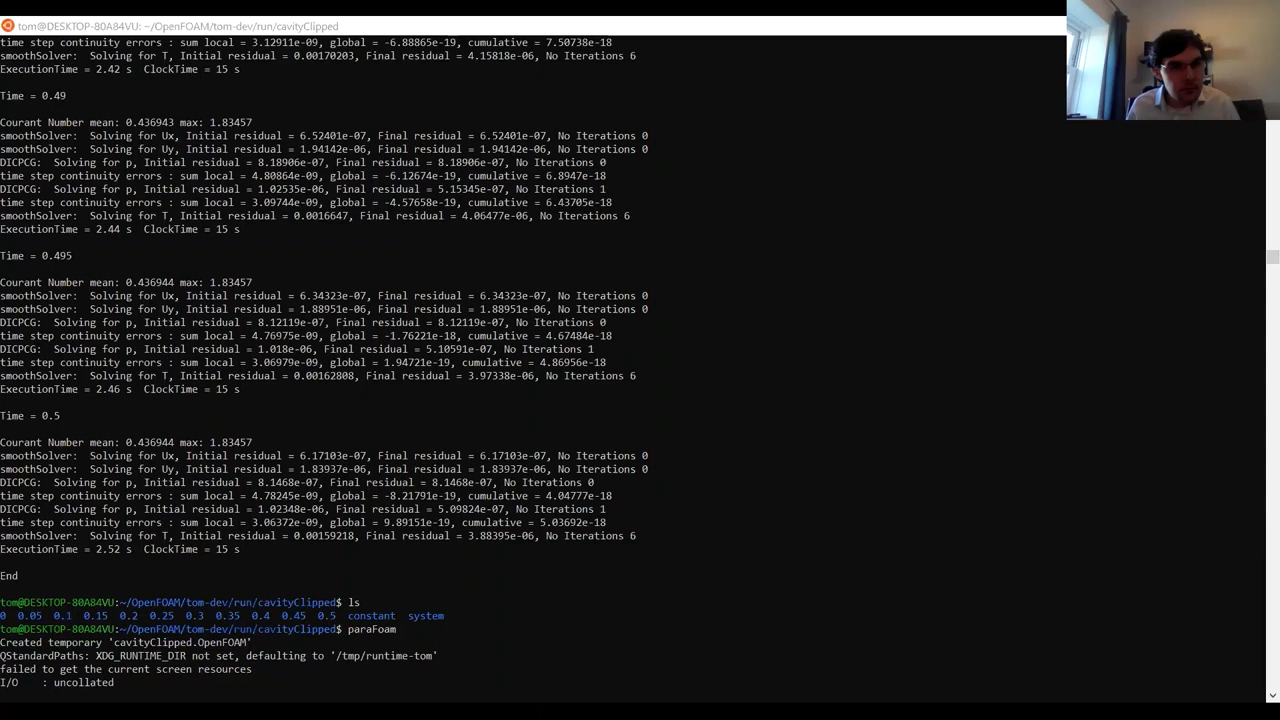 tom@DESKTOP-80A84VU: ~/OpenFOAM/tom-dev/run/cavityClipped
time step continuity errors : sum local = 3.12911e-09, global = -6.88865e-19, cumulative = 7.50738e-18
smoothSolver:  Solving for T, Initial residual = 0.00170203, Final residual = 4.15818e-06, No Iterations 6
ExecutionTime = 2.42 s  ClockTime = 15 s
Time = 0.49
Courant Number mean: 0.436943 max: 1.83457
smoothSolver:  Solving for Ux, Initial residual = 6.52401e-07, Final residual = 6.52401e-07, No Iterations 0
smoothSolver:  Solving for Uy, Initial residual = 1.94142e-06, Final residual = 1.94142e-06, No Iterations 0
DICPCG:  Solving for p, Initial residual = 8.18906e-07, Final residual = 8.18906e-07, No Iterations 0
time step continuity errors : sum local = 4.80864e-09, global = -6.12674e-19, cumulative = 6.8947e-18
DICPCG:  Solving for p, Initial residual = 1.02535e-06, Final residual = 5.15345e-07, No Iterations 1
time step continuity errors : sum local = 3.09744e-09, global = -4.57658e-19, cumulative = 6.43705e-18
smoothSolver:  Solving for T, Initial residual = 0.0016647, Final residual = 4.06477e-06, No Iterations 6
ExecutionTime = 2.44 s  ClockTime = 15 s
Time = 0.495
Courant Number mean: 0.436944 max: 1.83457
smoothSolver:  Solving for Ux, Initial residual = 6.34323e-07, Final residual = 6.34323e-07, No Iterations 0
smoothSolver:  Solving for Uy, Initial residual = 1.88951e-06, Final residual = 1.88951e-06, No Iterations 0
DICPCG:  Solving for p, Initial residual = 8.12119e-07, Final residual = 8.12119e-07, No Iterations 0
time step continuity errors : sum local = 4.76975e-09, global = -1.76221e-18, cumulative = 4.67484e-18
DICPCG:  Solving for p, Initial residual = 1.018e-06, Final residual = 5.10591e-07, No Iterations 1
time step continuity errors : sum local = 3.06979e-09, global = 1.94721e-19, cumulative = 4.86956e-18
smoothSolver:  Solving for T, Initial residual = 0.00162808, Final residual = 3.97338e-06, No Iterations 6
ExecutionTime = 2.46 s  ClockTime = 15 s
Time = 0.5
Courant Number mean: 0.436944 max: 1.83457
smoothSolver:  Solving for Ux, Initial residual = 6.17103e-07, Final residual = 6.17103e-07, No Iterations 0
smoothSolver:  Solving for Uy, Initial residual = 1.83937e-06, Final residual = 1.83937e-06, No Iterations 0
DICPCG:  Solving for p, Initial residual = 8.1468e-07, Final residual = 8.1468e-07, No Iterations 0
time step continuity errors : sum local = 4.78245e-09, global = -8.21791e-19, cumulative = 4.04777e-18
DICPCG:  Solving for p, Initial residual = 1.02348e-06, Final residual = 5.09824e-07, No Iterations 1
time step continuity errors : sum local = 3.06372e-09, global = 9.89151e-19, cumulative = 5.03692e-18
smoothSolver:  Solving for T, Initial residual = 0.00159218, Final residual = 3.88395e-06, No Iterations 6
ExecutionTime = 2.52 s  ClockTime = 15 s
End
tom@DESKTOP-80A84VU:~/OpenFOAM/tom-dev/run/cavityClipped$ ls
0  0.05  0.1  0.15  0.2  0.25  0.3  0.35  0.4  0.45  0.5  constant  system
tom@DESKTOP-80A84VU:~/OpenFOAM/tom-dev/run/cavityClipped$ paraFoam
Created temporary 'cavityClipped.OpenFOAM'
QStandardPaths: XDG_RUNTIME_DIR not set, defaulting to '/tmp/runtime-tom'
failed to get the current screen resources
I/O    : uncollated